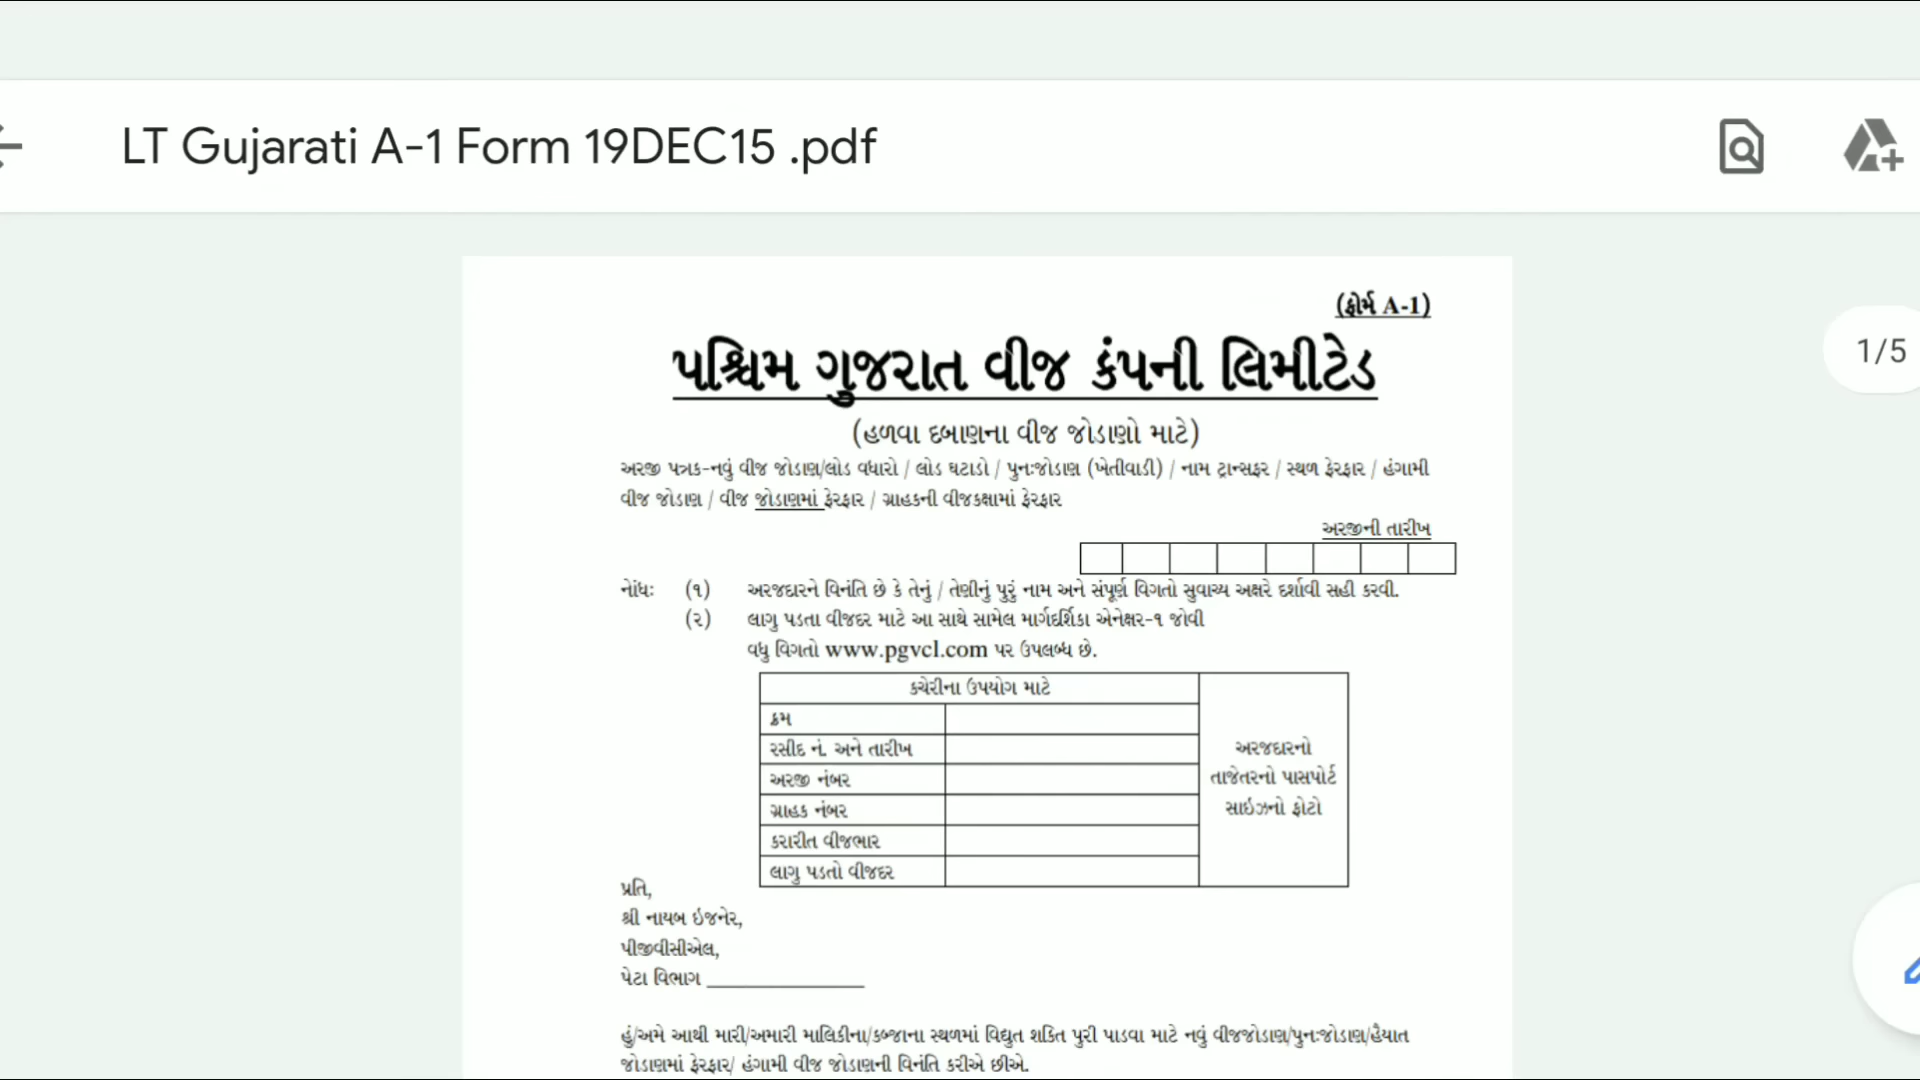 LT Gujarati A-1 Form 19DEC15 .pdf
1/5
(ફોર્મ A-1)
પશ્ચિમ ગુજરાત વીજ કંપની લિમીટેડ
(હળવા દબાણના વીજ જોડાણો માટે)
અરજી પત્રક-નવું વીજ જોડાણ/લોડ વધારો / લોડ ઘટાડો / પુનઃજોડાણ (ખેતીવાડી) / નામ ટ્રાન્સફર / સ્થળ ફેરફાર / હંગામી
વીજ જોડાણ / વીજ જોડાણમાં ફેરફાર / ગ્રાહકની વીજકક્ષામાં ફેરફાર
અરજીની તારીખ
નોંધઃ (૧) અરજદારને વિનંતિ છે કે તેનું / તેણીનું પુરું નામ અને સંપૂર્ણ વિગતો સુવાચ્ય અક્ષરે દર્શાવી સહી કરવી.
(૨) લાગુ પડતા વીજદર માટે આ સાથે સામેલ માર્ગદર્શિકા એનેક્ષર-૧ જોવી
વધુ વિગતો www.pgvcl.com પર ઉપલબ્ધ છે.
કચેરીના ઉપયોગ માટે
ક્રમ
રસીદ નં. અને તારીખ
અરજી નંબર
ગ્રાહક નંબર
કરારીત વીજભાર
લાગુ પડતો વીજદર
અરજદારનો
તાજેતરનો પાસપોર્ટ
સાઇઝનો ફોટો
પ્રતિ,
શ્રી નાયબ ઇજનેર,
પીજીવીસીએલ,
પેટા વિભાગ
હું/અમે આથી મારી/અમારી માલિકીના/કબ્જાના સ્થળમાં વિદ્યુત શક્તિ પુરી પાડવા માટે નવું વીજજોડાણ/પુનઃજોડાણ/હૈયાત
જોડાણમાં ફેરફાર/ હંગામી વીજ જોડાણની વિનંતિ કરીએ છીએ.